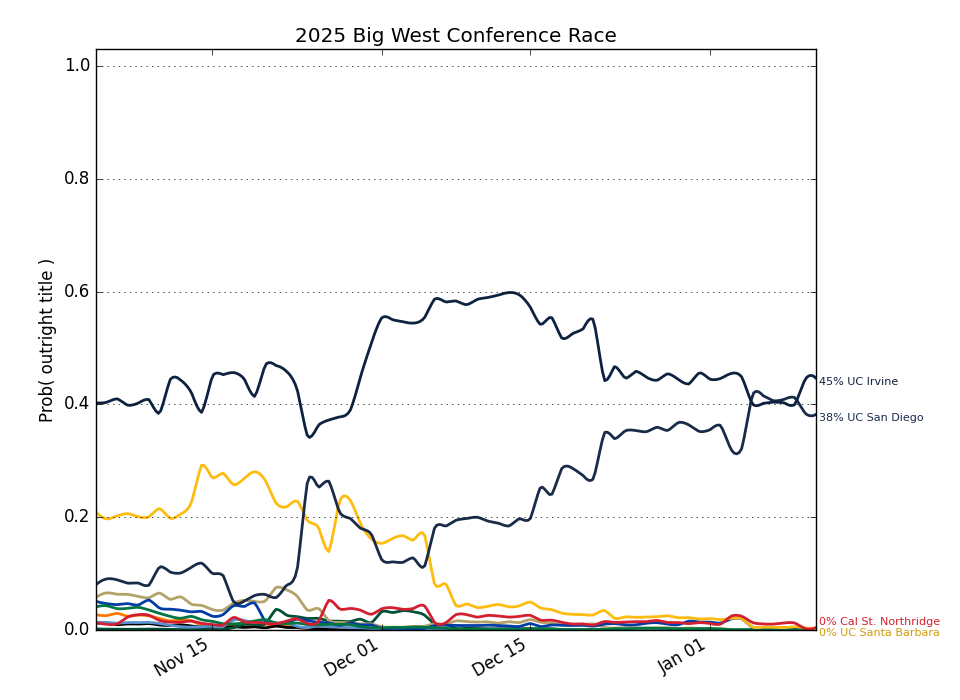 2025 Big West Conference Race
Prob( outright title )
1.0
0.8
0.6
0.4
0.2
0.0
45% UC Irvine
38% UC San Diego
0% Cal St. Northridge
0% UC Santa Barbara
Nov 15
Dec 01
Dec 15
Jan 01